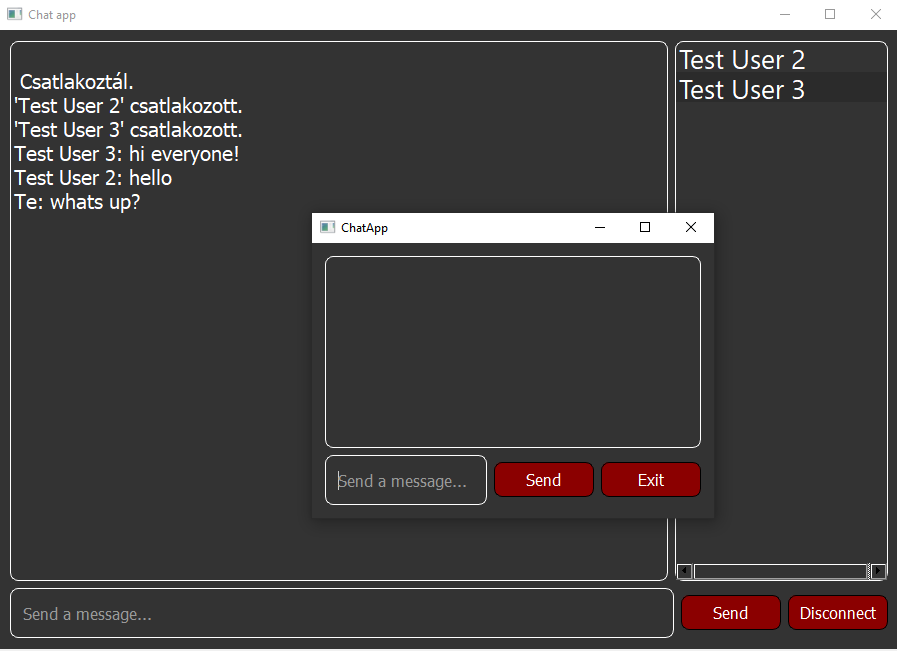 Chat app
Csatlakoztál.
'Test User 2' csatlakozott.
'Test User 3' csatlakozott.
Test User 3: hi everyone!
Test User 2: hello
Te: whats up?
Test User 2
Test User 3
ChatApp
Send a message...
Send
Exit
Send a message...
Send
Disconnect